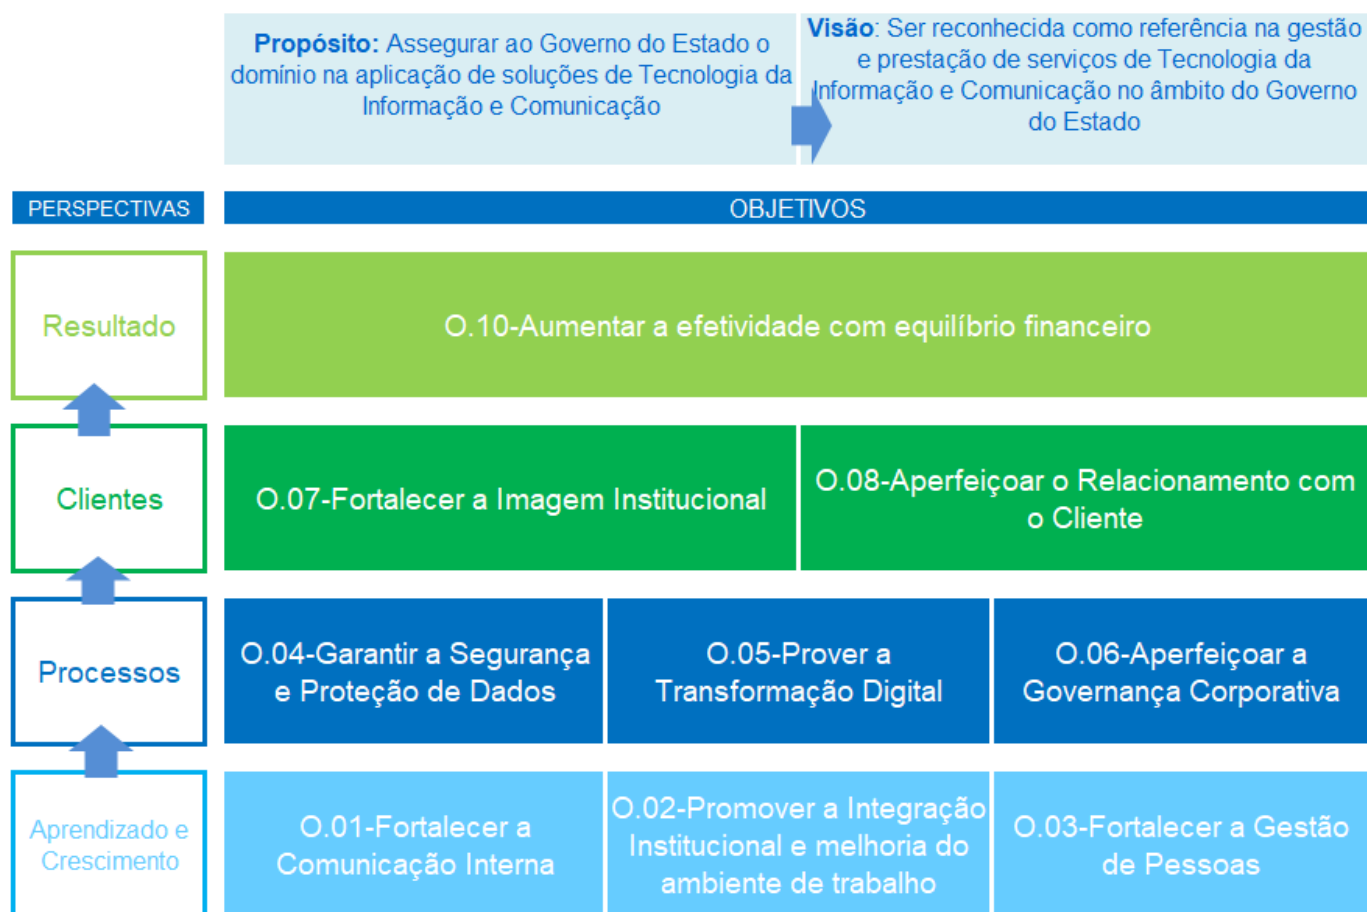 Propósito: Assegurar ao Governo do Estado o
domínio na aplicação de soluções de Tecnologia da
Informação e Comunicação
Visão: Ser reconhecida como referência na gestão
e prestação de serviços de Tecnologia da
Informação e Comunicação no âmbito do Governo
do Estado
PERSPECTIVAS
OBJETIVOS
Resultado
O.10-Aumentar a efetividade com equilíbrio financeiro
Clientes
O.07-Fortalecer a Imagem Institucional
O.08-Aperfeiçoar o Relacionamento com
o Cliente
Processos
O.04-Garantir a Segurança
e Proteção de Dados
O.05-Prover a
Transformação Digital
O.06-Aperfeiçoar a
Governança Corporativa
Aprendizado e
Crescimento
O.01-Fortalecer a
Comunicação Interna
O.02-Promover a Integração
Institucional e melhoria do
ambiente de trabalho
O.03-Fortalecer a Gestão
de Pessoas